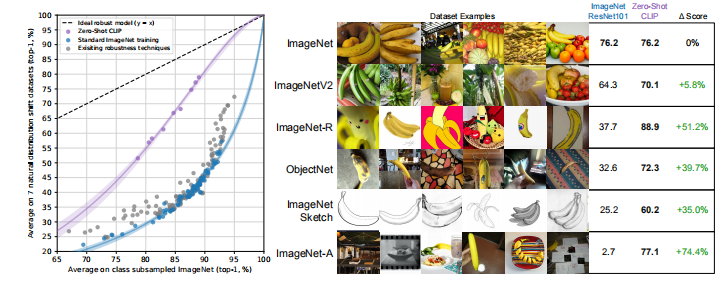 Ideal robust model (y = x)
Zero-Shot CLIP
Standard ImageNet training
Exisiting robustness techniques
100
95
90
85
80
75
70
65
60
55
50
45
40
35
30
25
20
65 70 75 80 85 90 95 100
Average on class subsampled ImageNet (top-1, %)
Average on 7 natural distribution shift datasets (top-1, %)
Dataset Examples
ImageNet Zero-Shot
ResNet101 CLIP Δ Score
ImageNet 76.2 76.2 0%
ImageNetV2 64.3 70.1 +5.8%
ImageNet-R 37.7 88.9 +51.2%
ObjectNet 32.6 72.3 +39.7%
ImageNet
Sketch 25.2 60.2 +35.0%
ImageNet-A 2.7 77.1 +74.4%